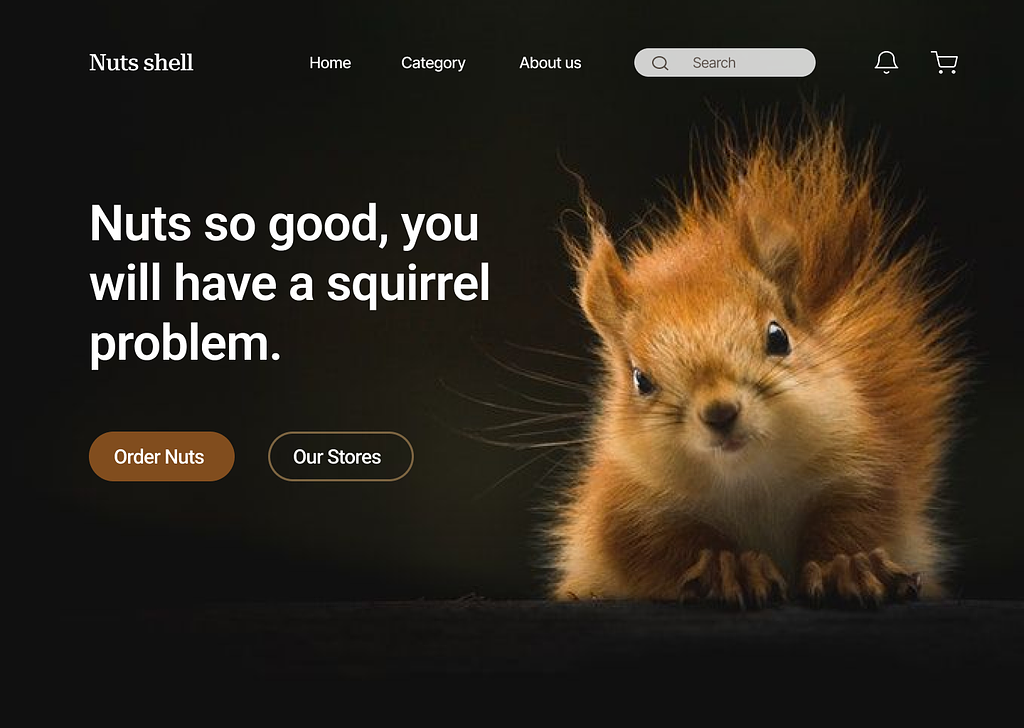 Nuts shell
Home
Category
About us
Search
Nuts so good, you
will have a squirrel
problem.
Order Nuts
Our Stores